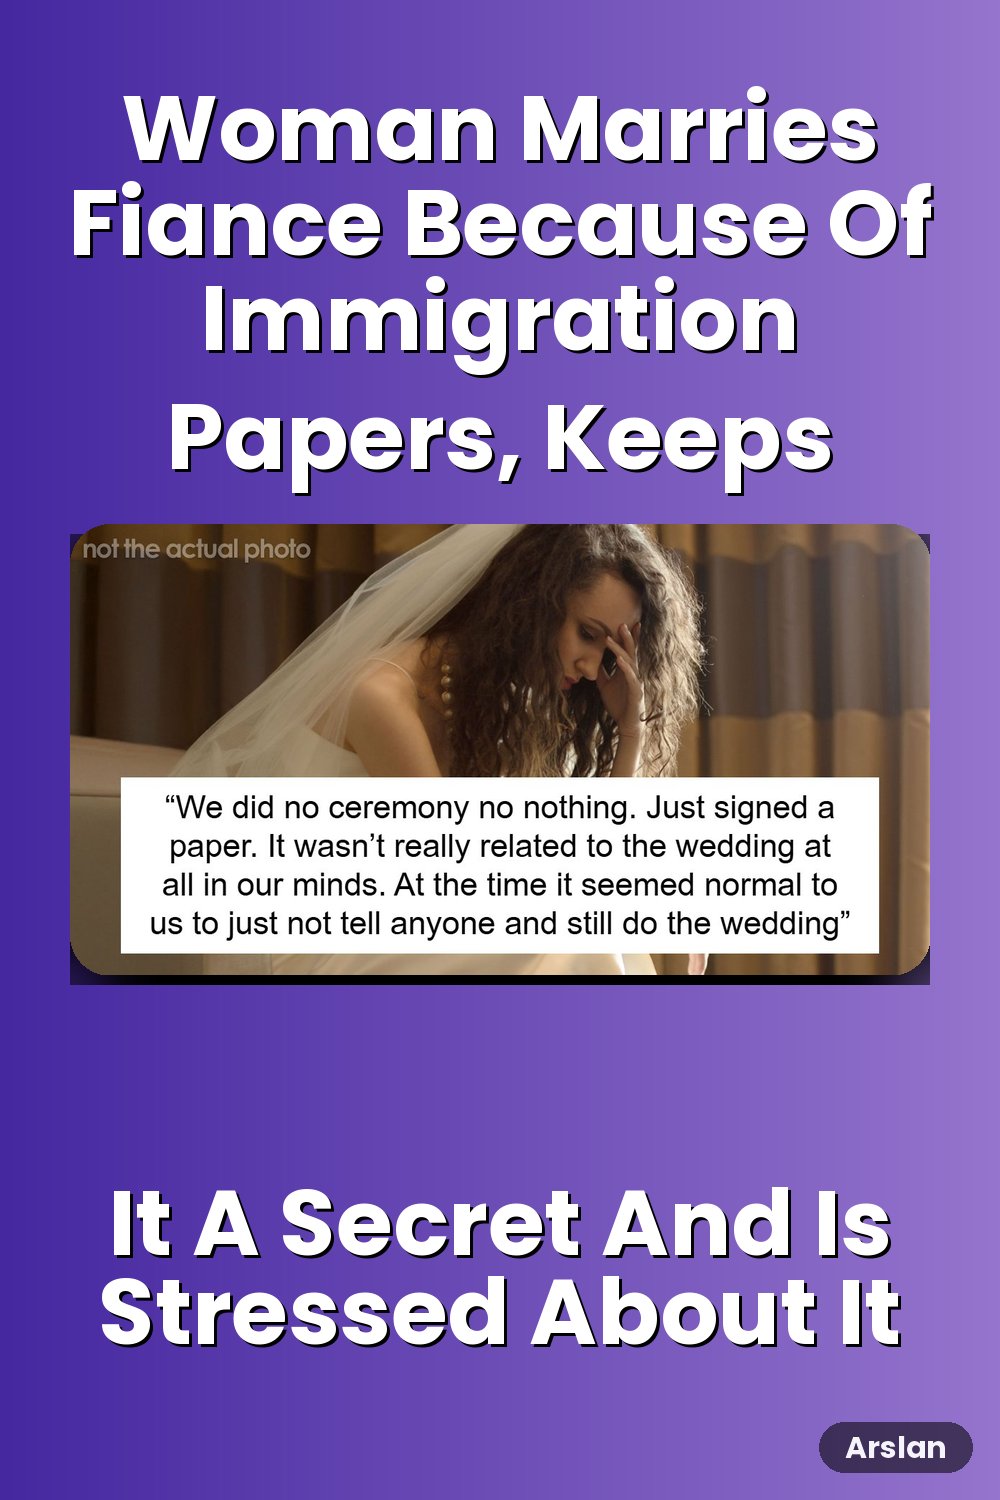 Woman Marries
Fiance Because Of
Immigration
Papers, Keeps
not the actual photo
“We did no ceremony no nothing. Just signed a
paper. It wasn’t really related to the wedding at
all in our minds. At the time it seemed normal to
us to just not tell anyone and still do the wedding”
It A Secret And Is
Stressed About It
Arslan